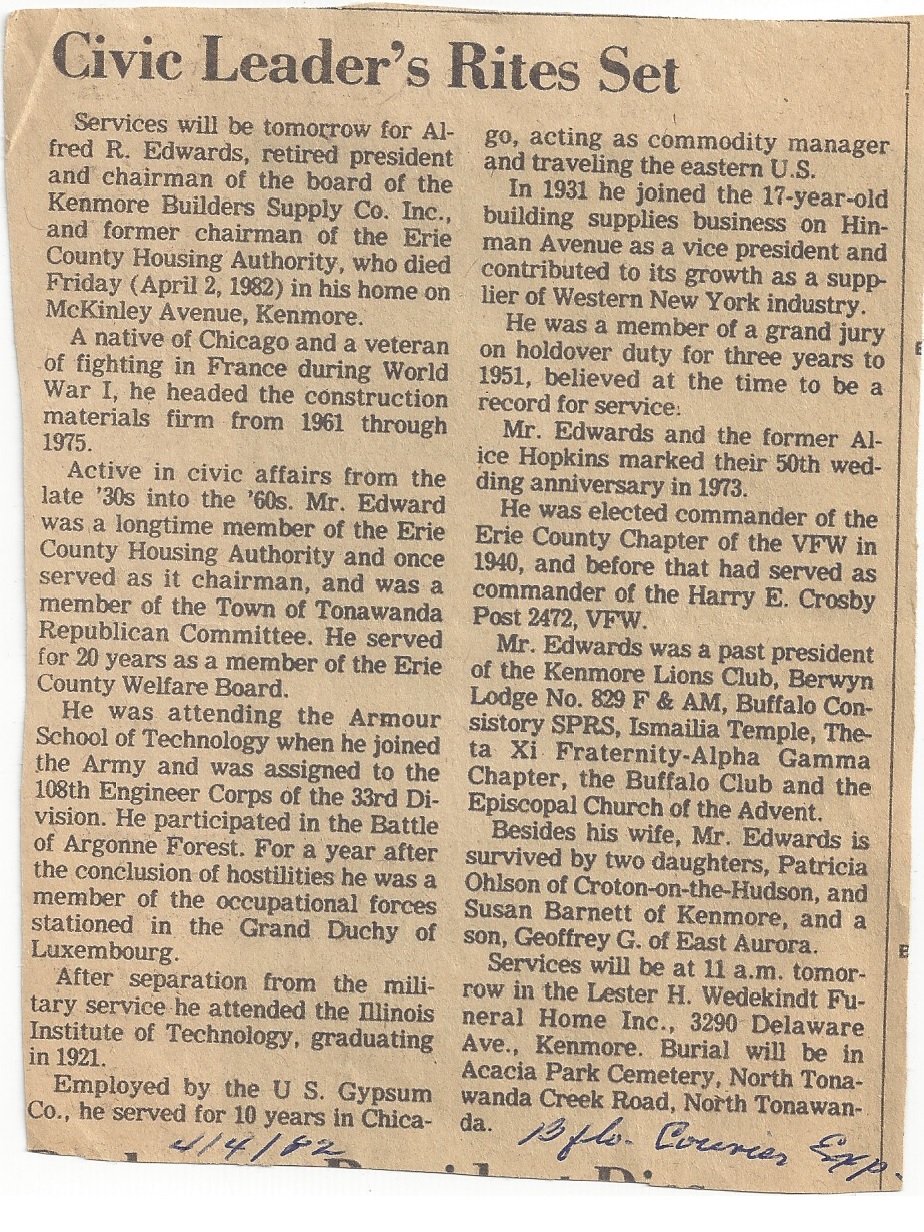 Civic Leader's Rites Set
Services will be tomorrow for Al-
fred R. Edwards, retired president
and chairman of the board of the
Kenmore Builders Supply Co. Inc.,
and former chairman of the Erie
County Housing Authority, who died
Friday (April 2, 1982) in his home on
McKinley Avenue, Kenmore.
A native of Chicago and a veteran
of fighting in France during World
War I, he headed the construction
materials firm from 1961 through
1975.
Active in civic affairs from the
late '30s into the '60s. Mr. Edward
was a longtime member of the Erie
County Housing Authority and once
served as it chairman, and was a
member of the Town of Tonawanda
Republican Committee. He served
for 20 years as a member of the Erie
County Welfare Board.
He was attending the Armour
School of Technology when he joined
the Army and was assigned to the
108th Engineer Corps of the 33rd Di-
vision. He participated in the Battle
of Argonne Forest. For a year after
the conclusion of hostilities he was a
member of the occupational forces
stationed in the Grand Duchy of
Luxembourg.
After separation from the mili-
tary service he attended the Illinois
Institute of Technology, graduating
in 1921.
Employed by the U S. Gypsum
Co., he served for 10 years in Chica-
go, acting as commodity manager
and traveling the eastern U.S.
In 1931 he joined the 17-year-old
building supplies business on Hin-
man Avenue as a vice president and
contributed to its growth as a supp-
lier of Western New York industry.
He was a member of a grand jury
on holdover duty for three years to
1951, believed at the time to be a
record for service.
Mr. Edwards and the former Al-
ice Hopkins marked their 50th wed-
ding anniversary in 1973.
He was elected commander of the
Erie County Chapter of the VFW in
1940, and before that had served as
commander of the Harry E. Crosby
Post 2472, VFW.
Mr. Edwards was a past president
of the Kenmore Lions Club, Berwyn
Lodge No. 829 F & AM, Buffalo Con-
sistory SPRS, Ismailia Temple, The-
ta Xi Fraternity-Alpha Gamma
Chapter, the Buffalo Club and the
Episcopal Church of the Advent.
Besides his wife, Mr. Edwards is
survived by two daughters, Patricia
Ohlson of Croton-on-the-Hudson, and
Susan Barnett of Kenmore, and a
son, Geoffrey G. of East Aurora.
Services will be at 11 a.m. tomor-
row in the Lester H. Wedekindt Fu-
neral Home Inc., 3290 Delaware
Ave., Kenmore. Burial will be in
Acacia Park Cemetery, North Tona-
wanda Creek Road, North Tonawan-
da.
4/4/82
Bflo. Courier Exp.